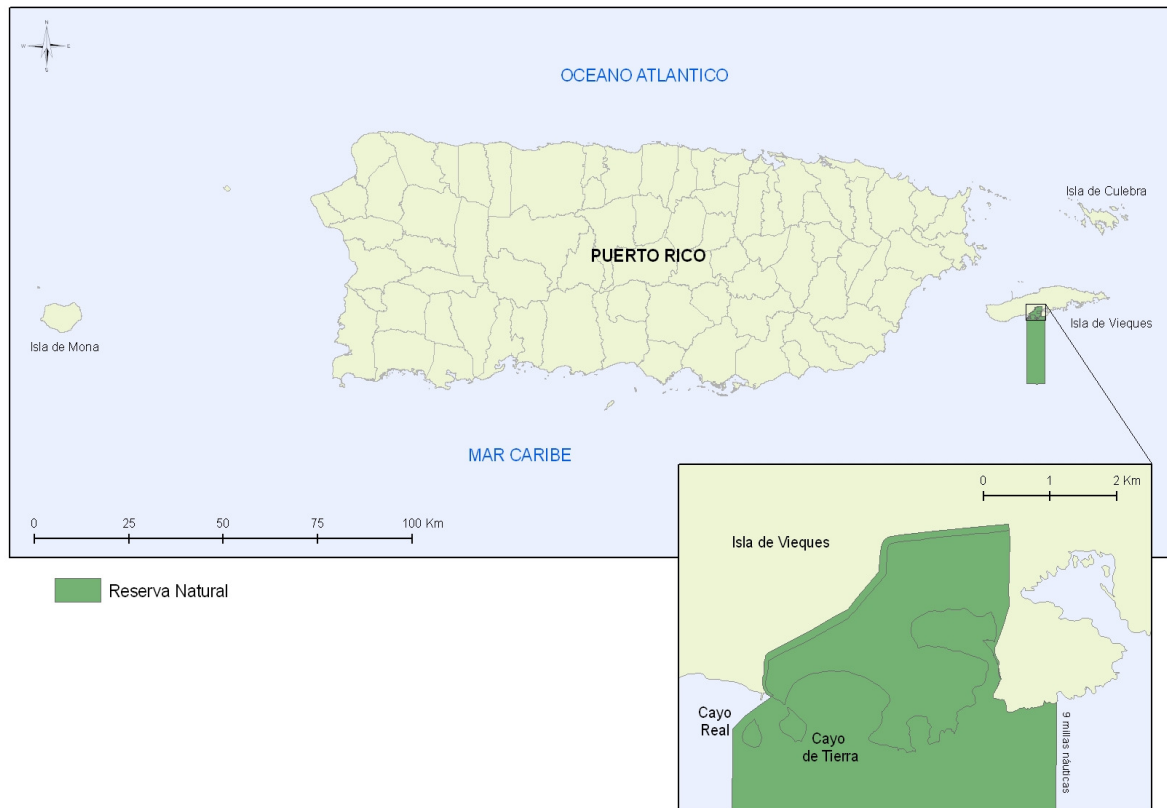 N
W
E
S
OCEANO ATLANTICO
Isla de Culebra
PUERTO RICO
Isla de Vieques
Isla de Mona
MAR CARIBE
0 25 50 75 100 Km
Reserva Natural
0 1 2 Km
Isla de Vieques
Cayo
Real
Cayo
de Tierra
9 millas náuticas